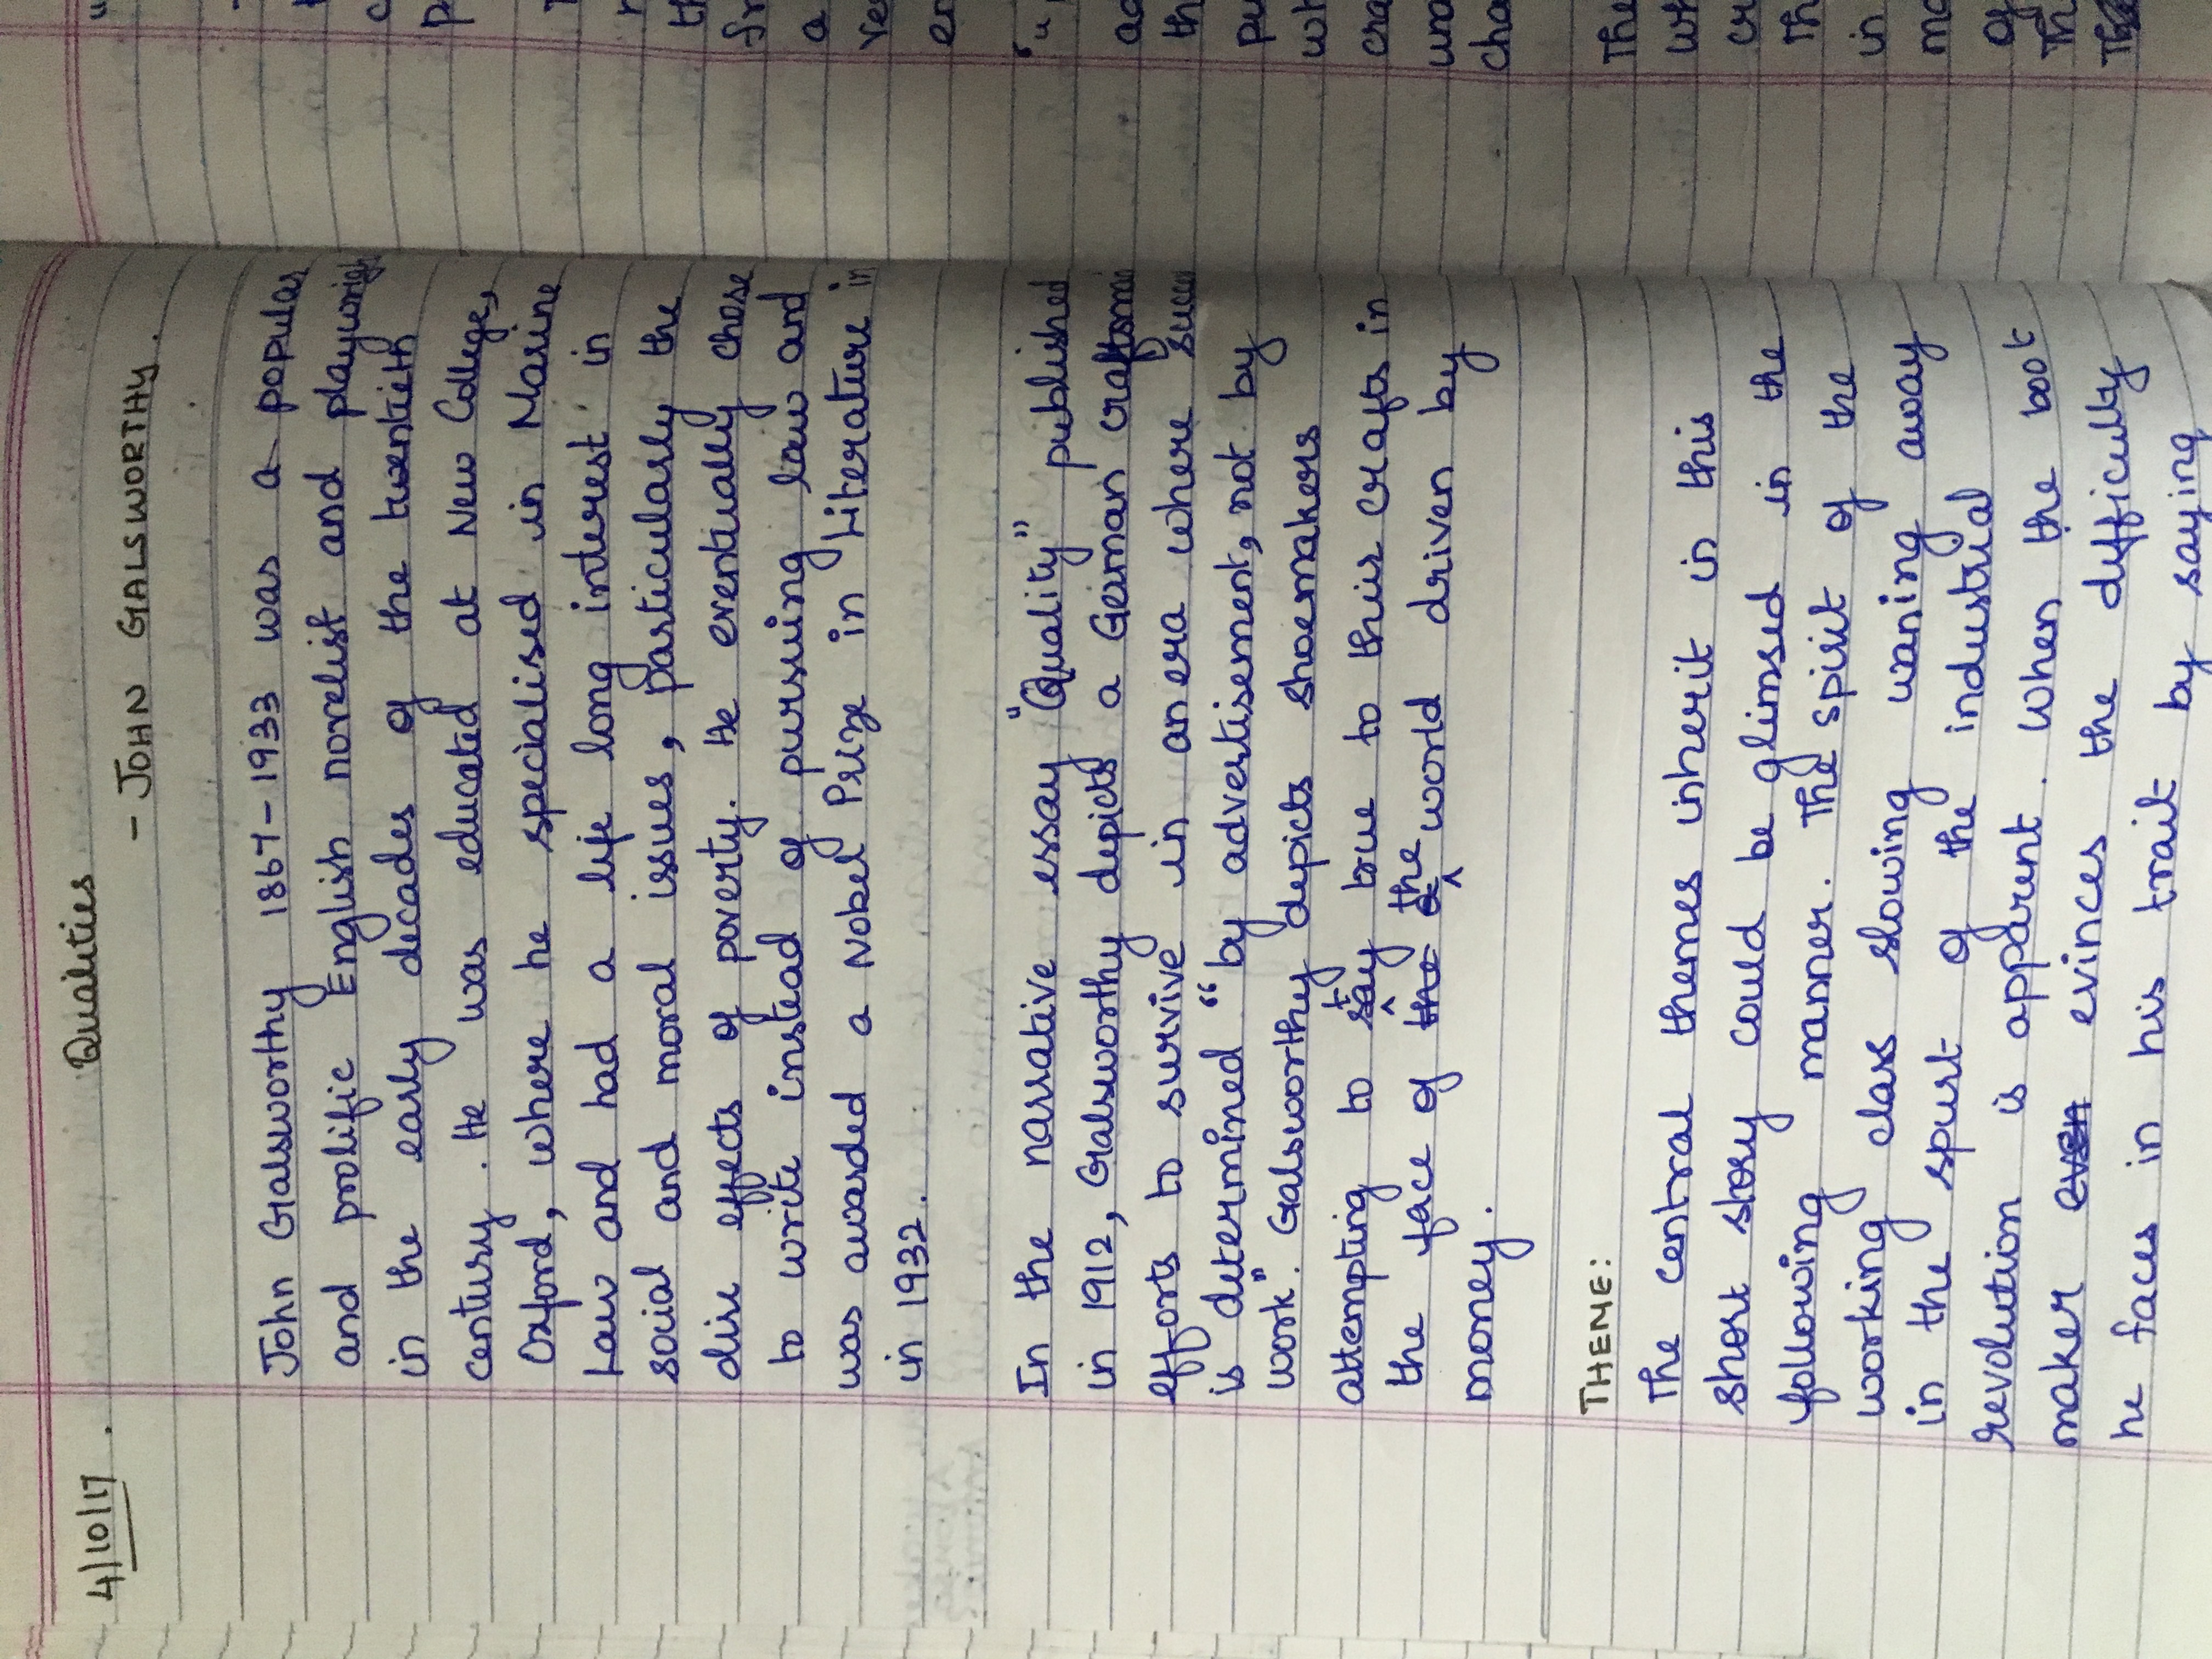 4/10/17 .
Qualities
- JOHN GALSWORTHY .
John Galsworthy 1867-1933 was a popular
and prolific English novelist and playwrigh
in the early decades of the twentieth
century . He was educated at New College,
Oxford, where he specialised in Marine
Law and had a life long interest in
social and moral issues, particularly the
dire effects of poverty. He eventually chose
to write instead of pursuing law and
was awarded a Nobel Prize in Literature in
in 1932.
In the narrative essay "Quality" published
in 1912, Galsworthy depicts a German craftsman
efforts to survive in an era where
is determined "by advertisement, not by
work". Galsworthy depicts shoemakers
attempting to stay true to their crafts in
the face of the world driven by
money.
THEME:
The central themes inherit in this
short story could be glimsed in the
following manner. The spirit of the
working class slowing waning away
in the spurt of the industrial
revolution is apparent. When the boot
maker evinces the difficulty
he faces in his trait by saying